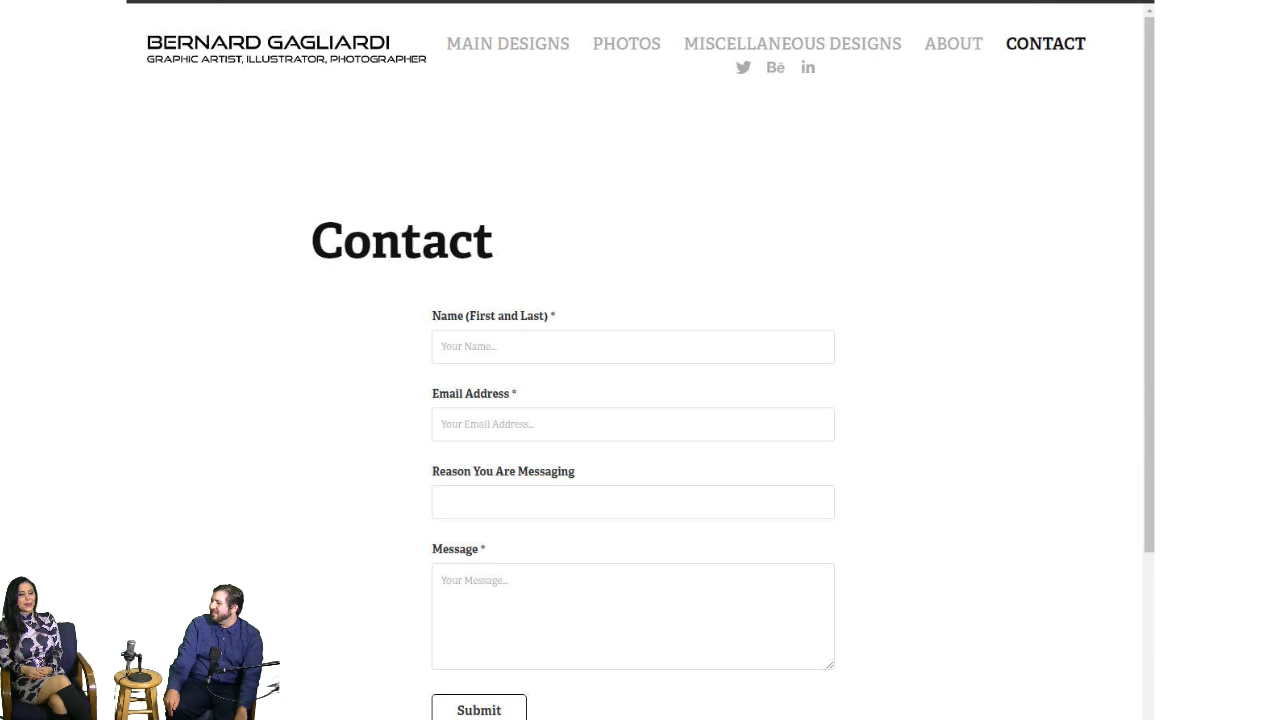 BERNARD GAGLIARDI
GRAPHIC ARTIST, ILLUSTRATOR, PHOTOGRAPHER
MAIN DESIGNS PHOTOS MISCELLANEOUS DESIGNS ABOUT CONTACT
Bē in
Contact
Name (First and Last) *
Your Name...
Email Address *
Your Email Address...
Reason You Are Messaging
Message *
Your Message...
Submit